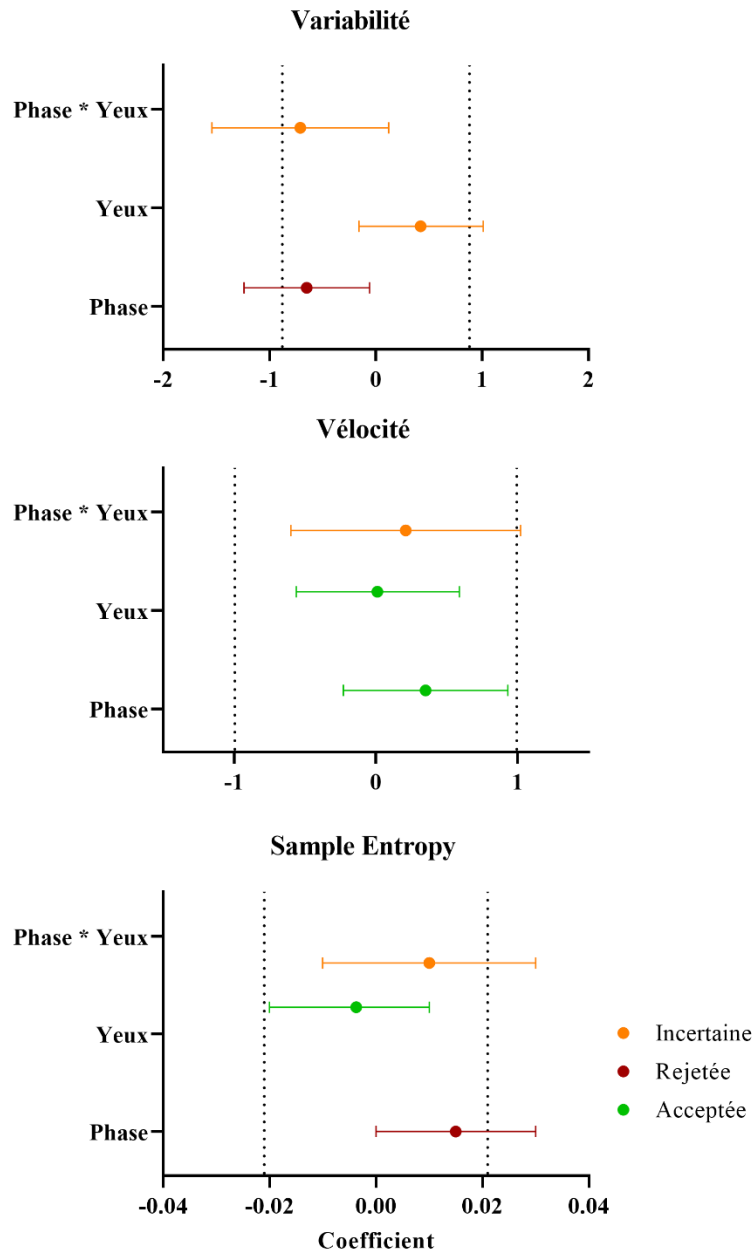 Variabilité
Phase * Yeux
Yeux
Phase
-2 -1 0 1 2
Vélocité
Phase * Yeux
Yeux
Phase
-1 0 1
Sample Entropy
Phase * Yeux
Yeux
Phase
Incertaine
Rejetée
Acceptée
-0.04 -0.02 0.00 0.02 0.04
Coefficient